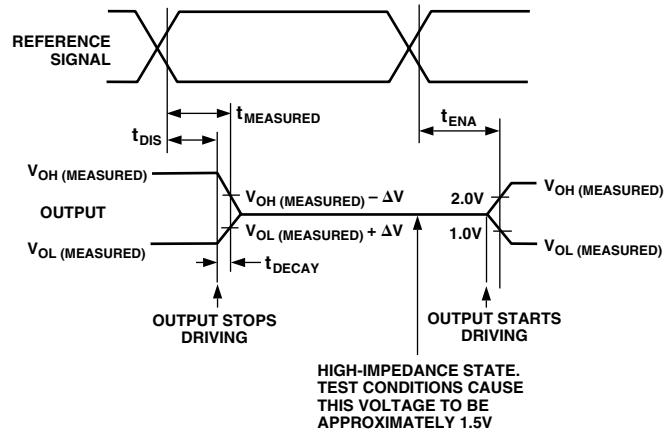 REFERENCE
SIGNAL
tMEASURED
tDIS
tENA
VOH (MEASURED)
VOH (MEASURED) – ΔV
2.0V
VOH (MEASURED)
OUTPUT
VOL (MEASURED)
VOL (MEASURED) + ΔV
1.0V
VOL (MEASURED)
tDECAY
OUTPUT STOPS
DRIVING
OUTPUT STARTS
DRIVING
HIGH-IMPEDANCE STATE.
TEST CONDITIONS CAUSE
THIS VOLTAGE TO BE
APPROXIMATELY 1.5V